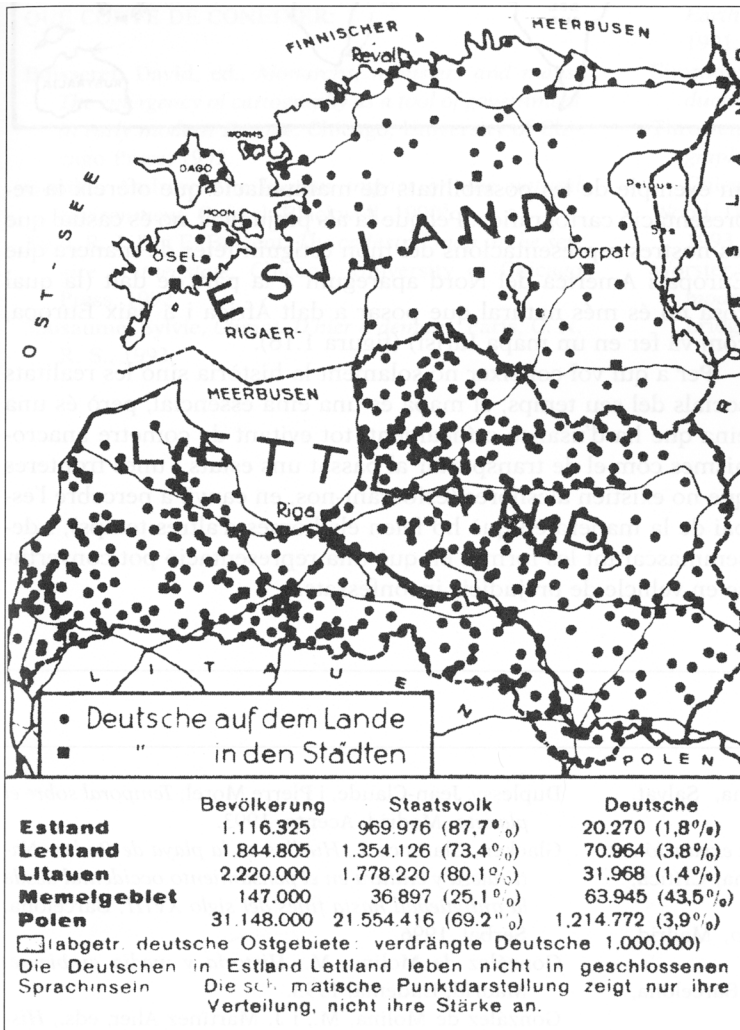 FINNISCHER MEERBUSEN
Reval
WORMS
DAGO
MOON
ÖSEL
OST-SEE
ESTLAND
Dorpat
RIGAER-
MEERBUSEN
LETTLAND
Riga
LITAUEN
POLEN
• Deutsche auf dem Lande
■ " in den Städten
Bevölkerung Staatsvolk Deutsche
Estland 1.116.325 969.976 (87,7%) 20.270 (1,8%)
Lettland 1.844.805 1.354.126 (73,4%) 70.964 (3,8%)
Litauen 2.220.000 1.778.220 (80,1%) 31.968 (1,4%)
Memelgebiet 147.000 36.897 (25,1%) 63.945 (43,5%)
Polen 31.148.000 21.554.416 (69.2%) 1,214.772 (3,9%)
(abgetr. deutsche Ostgebiete: verdrängte Deutsche 1.000.000)
Die Deutschen in Estland Lettland leben nicht in geschlossenen
Sprachinseln Die matische Punktdarstellung zeigt nur ihre
Verteilung, nicht ihre Stärke an.